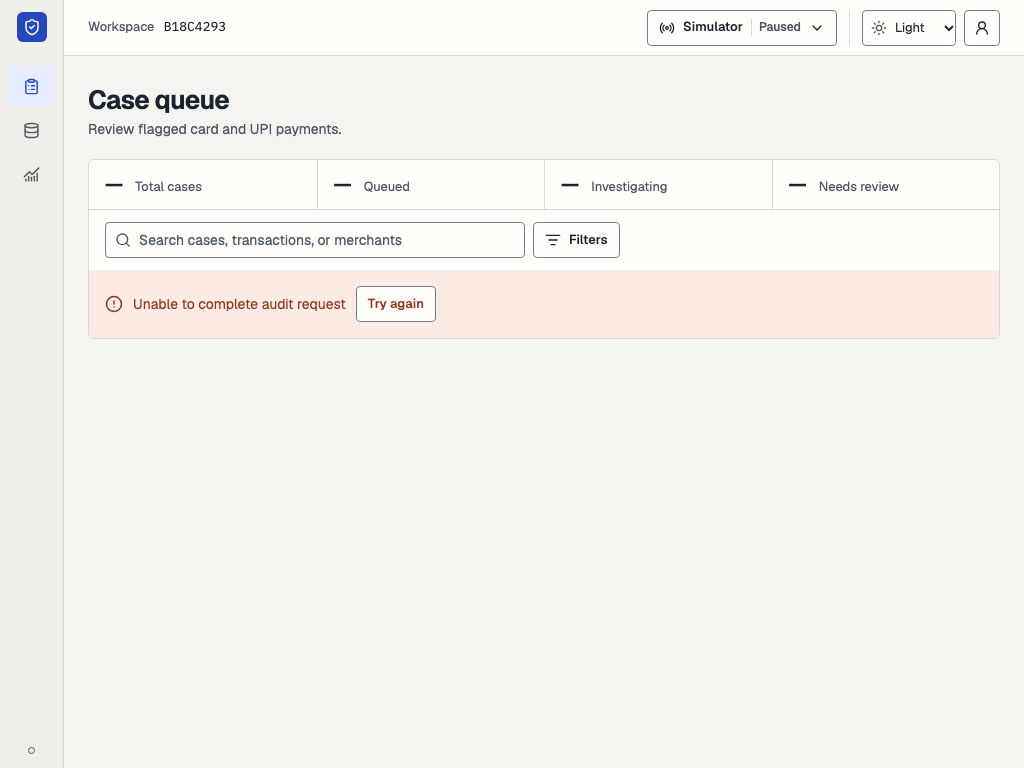 Workspace B18C4293
Simulator Paused
Light
Case queue
Review flagged card and UPI payments.
— Total cases
— Queued
— Investigating
— Needs review
Search cases, transactions, or merchants
Filters
Unable to complete audit request
Try again